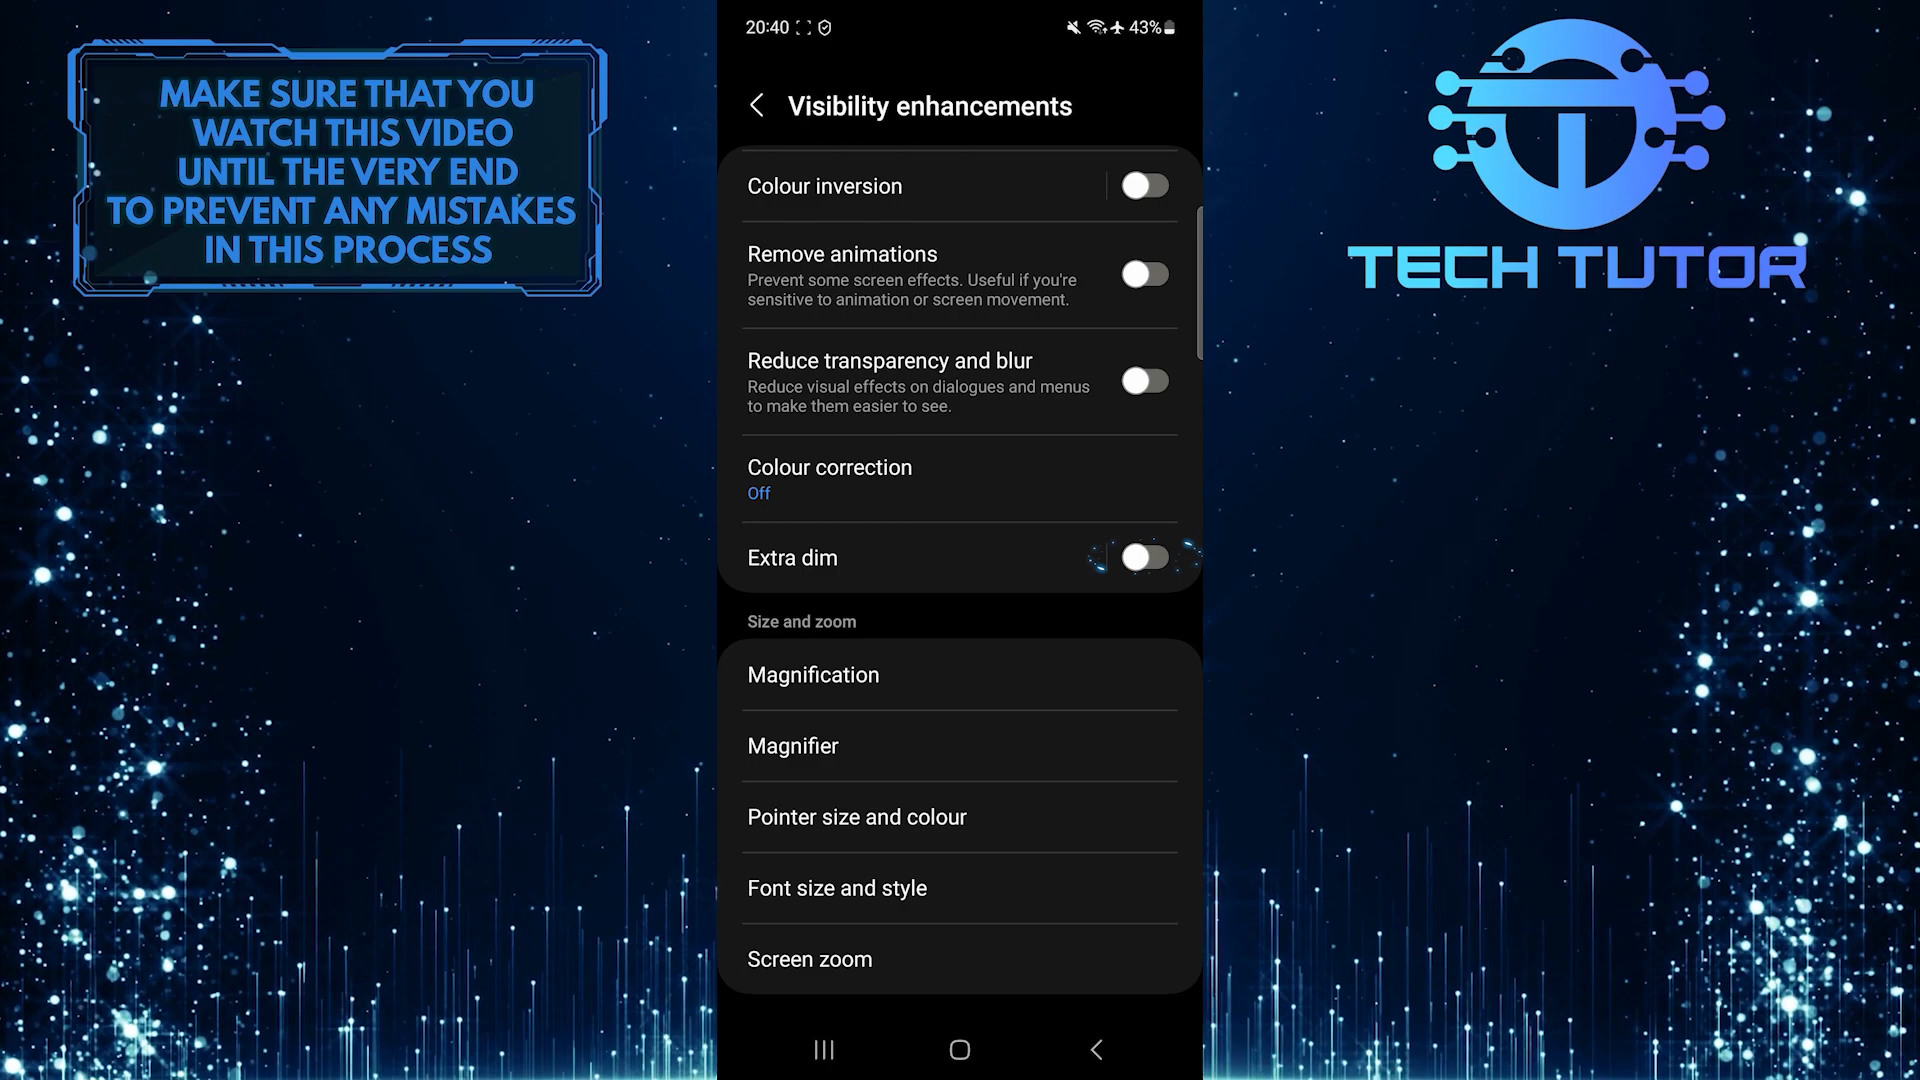 MAKE SURE THAT YOU
WATCH THIS VIDEO
UNTIL THE VERY END
TO PREVENT ANY MISTAKES
IN THIS PROCESS
20:40
43%
Visibility enhancements
Colour inversion
Remove animations
Prevent some screen effects. Useful if you're
sensitive to animation or screen movement.
Reduce transparency and blur
Reduce visual effects on dialogues and menus
to make them easier to see.
Colour correction
Off
Extra dim
Size and zoom
Magnification
Magnifier
Pointer size and colour
Font size and style
Screen zoom
TECH TUTOR